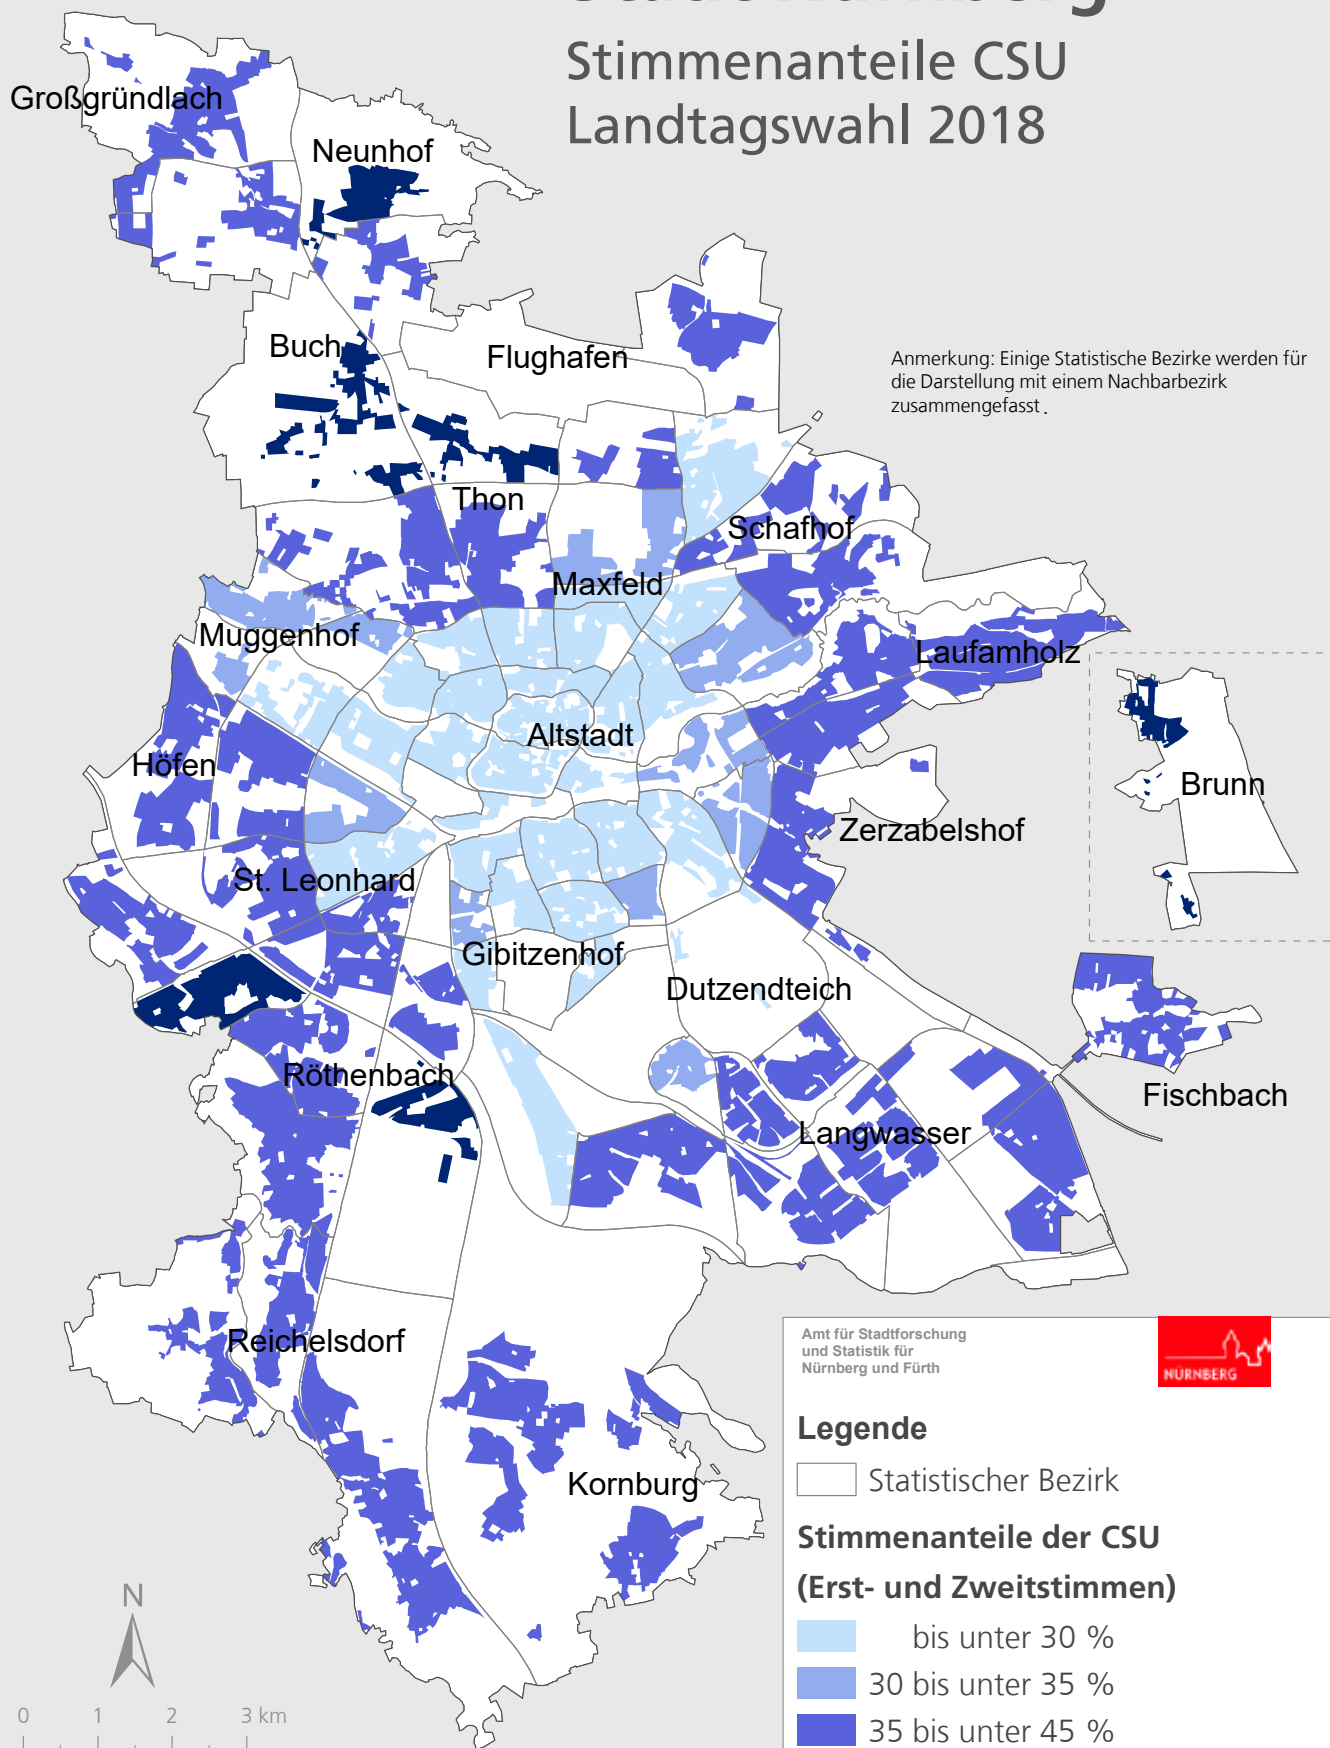 Stimmenanteile CSU
Landtagswahl 2018
Großgründlach
Neunhof
Buch
Flughafen
Anmerkung: Einige Statistische Bezirke werden für
die Darstellung mit einem Nachbarbezirk
zusammengefasst.
Thon
Schafhof
Maxfeld
Muggenhof
Laufamholz
Altstadt
Höfen
Brunn
Zerzabelshof
St. Leonhard
Gibitzenhof
Dutzendteich
Röthenbach
Fischbach
Langwasser
Reichelsdorf
Kornburg
Amt für Stadtforschung
und Statistik für
Nürnberg und Fürth
NÜRNBERG
Legende
Statistischer Bezirk
Stimmenanteile der CSU
(Erst- und Zweitstimmen)
bis unter 30 %
30 bis unter 35 %
35 bis unter 45 %
N
0 1 2 3 km